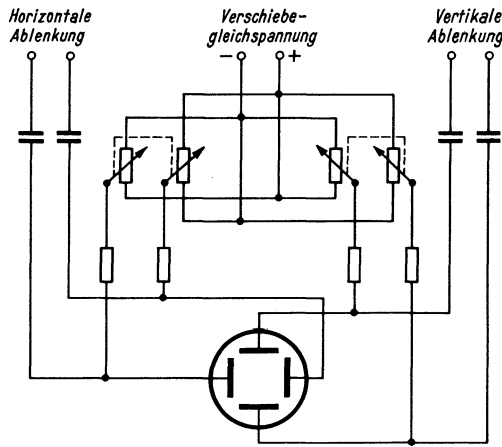 Horizontale
Ablenkung
Verschiebe-
gleichspannung
− +
Vertikale
Ablenkung